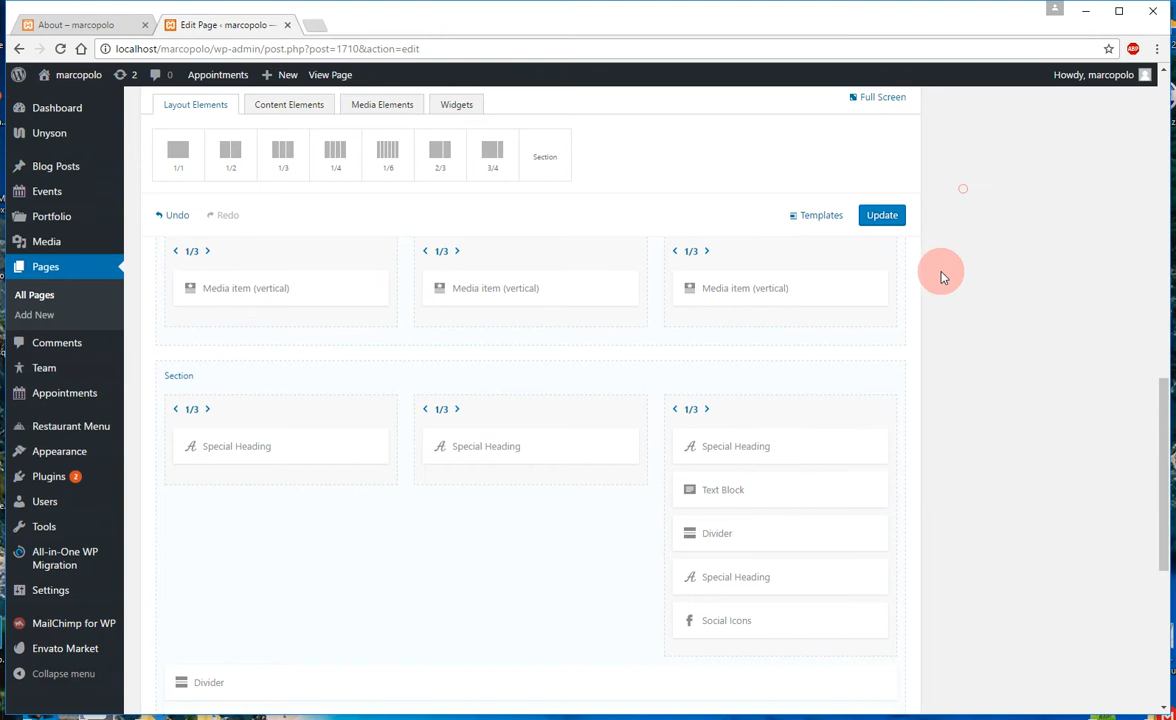 About – marcopolo
Edit Page ‹ marcopolo —
localhost/marcopolo/wp-admin/post.php?post=1710&action=edit
ABP
marcopolo
2
0
Appointments
New
View Page
Howdy, marcopolo
Dashboard
Unyson
Blog Posts
Events
Portfolio
Media
Pages
All Pages
Add New
Comments
Team
Appointments
Restaurant Menu
Appearance
Plugins 2
Users
Tools
All-in-One WP
Migration
Settings
MailChimp for WP
Envato Market
Collapse menu
Layout Elements
Content Elements
Media Elements
Widgets
Full Screen
1/1
1/2
1/3
1/4
1/6
2/3
3/4
Section
Undo
Redo
Templates
Update
1/3
1/3
1/3
Media item (vertical)
Media item (vertical)
Media item (vertical)
Section
1/3
1/3
1/3
Special Heading
Special Heading
Special Heading
Text Block
Divider
Special Heading
Social Icons
Divider